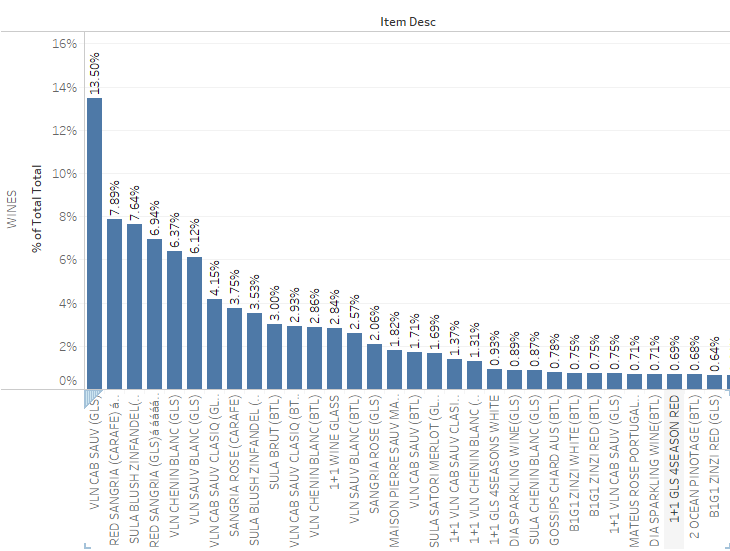 Item Desc
WINES
% of Total Total
16%
14%
12%
10%
8%
6%
4%
2%
0%
13.50%
7.89%
7.64%
6.94%
6.37%
6.12%
4.15%
3.75%
3.53%
3.00%
2.93%
2.86%
2.84%
2.57%
2.06%
1.82%
1.71%
1.69%
1.37%
1.31%
0.93%
0.89%
0.87%
0.78%
0.75%
0.75%
0.75%
0.71%
0.71%
0.69%
0.68%
0.64%
VLN CAB SAUV (GLS)
RED SANGRIA (CARAFE) à..
SULA BLUSH ZINFANDEL(..
RED SANGRIA (GLS)
VLN CHENIN BLANC (GLS)
VLN SAUV BLANC (GLS)
VLN CAB SAUV CLASIQ (GL..
SANGRIA ROSE (CARAFE)
SULA BLUSH ZINFANDEL (..
SULA BRUT (BTL)
VLN CAB SAUV CLASIQ (BT..
VLN CHENIN BLANC (BTL)
1+1 WINE GLASS
VLN SAUV BLANC (BTL)
SANGRIA ROSE (GLS)
MAISON PIERRE SAUV MA..
VLN CAB SAUV (BTL)
SULA SATORI MERLOT (GL..
1+1 VLN CAB SAUV CLASI..
1+1 VLN CHENIN BLANC (..
1+1 GLS 4SEASONS WHITE
DIA SPARKLING WINE(GLS)
SULA CHENIN BLANC (GLS)
GOSSIPS CHARD AUS (BTL)
B1G1 ZINZI WHITE (BTL)
B1G1 ZINZI RED (BTL)
1+1 VLN CAB SAUV (GLS)
MATEUS ROSE PORTUGAL..
DIA SPARKLING WINE(BTL)
1+1 GLS 4SEASON RED
2 OCEAN PINOTAGE (BTL)
B1G1 ZINZI RED (GLS)